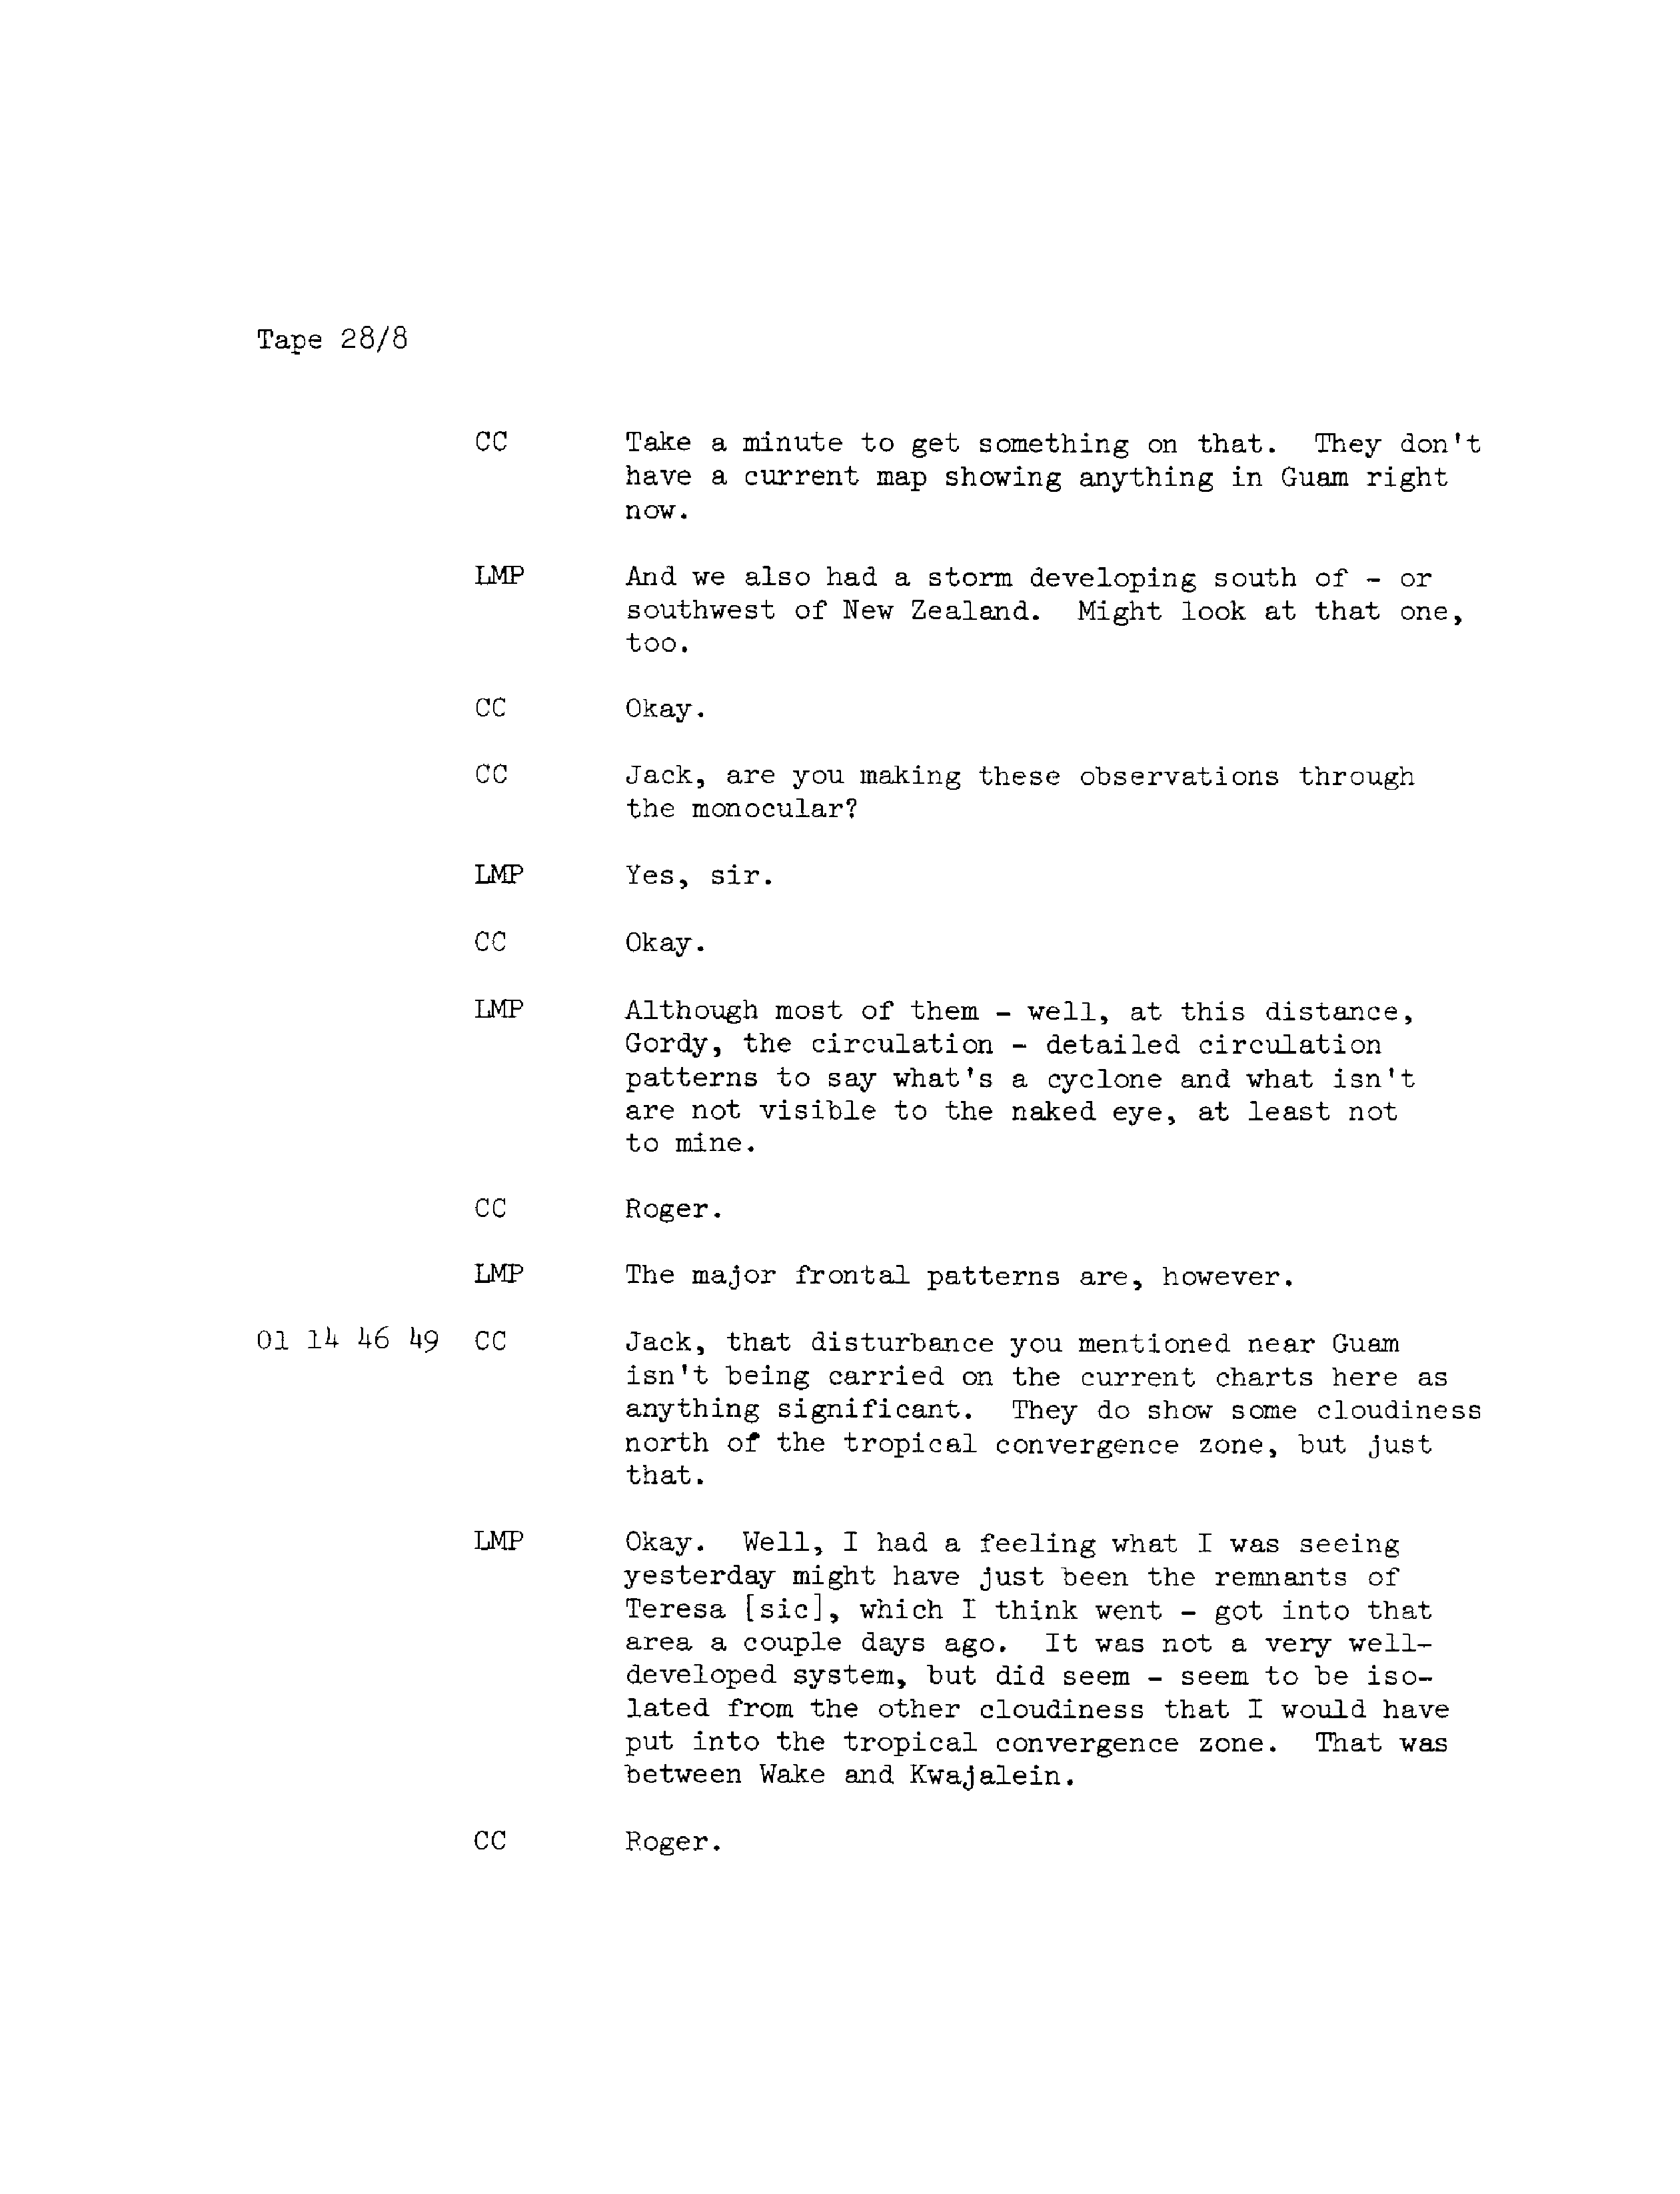 Tape 28/8
CC Take a minute to get something on that. They don't
have a current map showing anything in Guam right
now.
LMP And we also had a storm developing south of - or
southwest of New Zealand. Might look at that one,
too.
CC Okay.
CC Jack, are you making these observations through
the monocular?
LMP Yes, sir.
CC Okay.
LMP Although most of them - well, at this distance,
Gordy, the circulation - detailed circulation
patterns to say what's a cyclone and what isn't
are not visible to the naked eye, at least not
to mine.
CC Roger.
LMP The major frontal patterns are, however.
01 14 46 49 CC Jack, that disturbance you mentioned near Guam
isn't being carried on the current charts here as
anything significant. They do show some cloudiness
north of the tropical convergence zone, but just
that.
LMP Okay. Well, I had a feeling what I was seeing
yesterday might have just been the remnants of
Teresa [sic], which I think went - got into that
area a couple days ago. It was not a very well-
developed system, but did seem - seem to be iso-
lated from the other cloudiness that I would have
put into the tropical convergence zone. That was
between Wake and Kwajalein.
CC Roger.